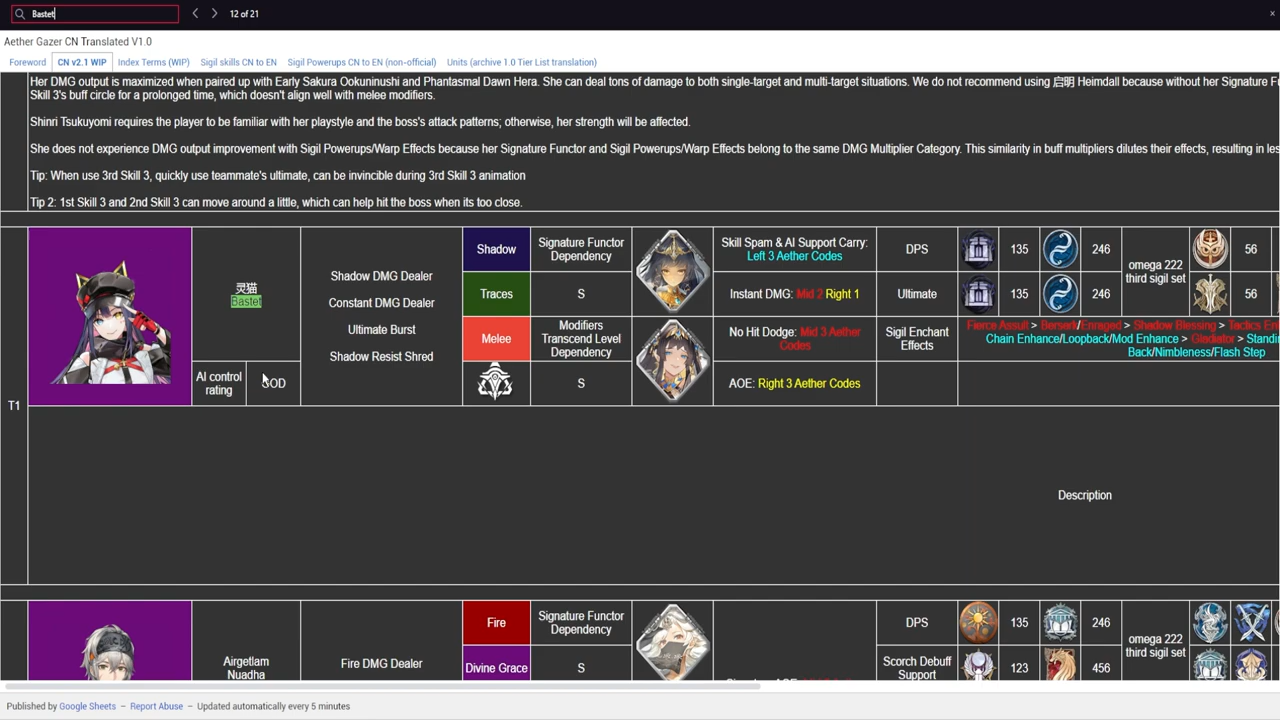 Bastet
12 of 21
×
Aether Gazer CN Translated V1.0
Foreword
CN v2.1 WIP
Index Terms (WIP)
Sigil skills CN to EN
Sigil Powerups CN to EN (non-official)
Units (archive 1.0 Tier List translation)
Her DMG output is maximized when paired up with Early Sakura Ookuninushi and Phantasmal Dawn Hera. She can deal tons of damage to both single-target and multi-target situations. We do not recommend using 启明 Heimdall because without her Signature F
Skill 3's buff circle for a prolonged time, which doesn't align well with melee modifiers.
Shinri Tsukuyomi requires the player to be familiar with her playstyle and the boss's attack patterns; otherwise, her strength will be affected.
She does not experience DMG output improvement with Sigil Powerups/Warp Effects because her Signature Functor and Sigil Powerups/Warp Effects belong to the same DMG Multiplier Category. This similarity in buff multipliers dilutes their effects, resulting in les
Tip: When use 3rd Skill 3, quickly use teammate's ultimate, can be invincible during 3rd Skill 3 animation
Tip 2: 1st Skill 3 and 2nd Skill 3 can move around a little, which can help hit the boss when its too close.
T1
灵猫
Bastet
AI control
rating
GOD
Shadow DMG Dealer
Constant DMG Dealer
Ultimate Burst
Shadow Resist Shred
Shadow
Traces
Melee
Signature Functor
Dependency
S
Modifiers
Transcend Level
Dependency
S
Skill Spam & AI Support Carry:
Left 3 Aether Codes
Instant DMG: Mid 2 Right 1
No Hit Dodge: Mid 3 Aether
Codes
AOE: Right 3 Aether Codes
DPS
135
246
omega 222
third sigil set
56
Ultimate
135
246
56
Sigil Enchant
Effects
Fierce Assult > Berserk/Enraged > Shadow Blessing > Tactics En
Chain Enhance/Loopback/Mod Enhance > Gladiator > Standin
Back/Nimbleness/Flash Step
Description
Airgetlam
Nuadha
Fire DMG Dealer
Fire
Divine Grace
Signature Functor
Dependency
S
DPS
135
246
omega 222
third sigil set
Scorch Debuff
Support
123
456
Published by Google Sheets – Report Abuse – Updated automatically every 5 minutes